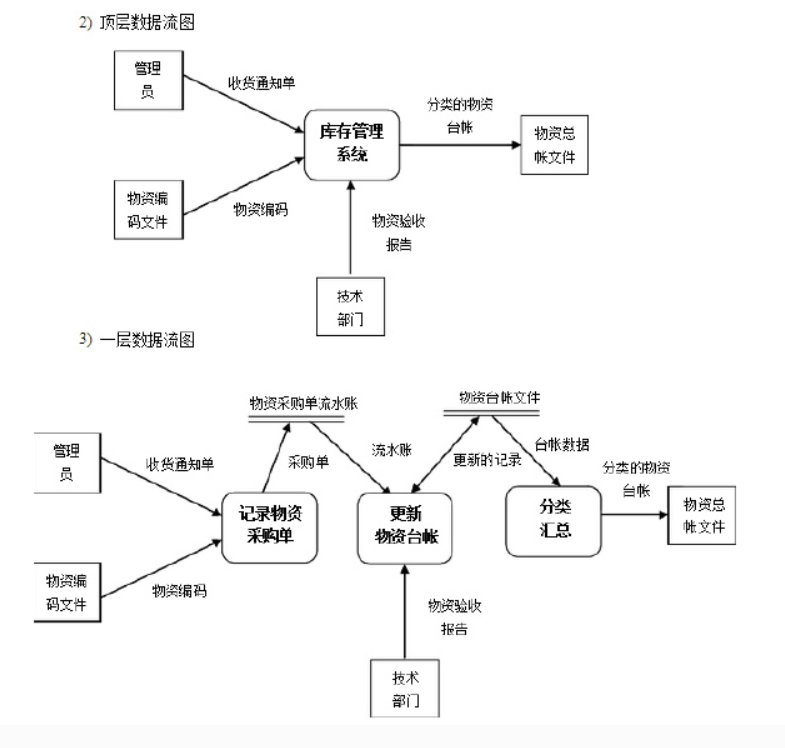 2) 顶层数据流图
管理
员
收货通知单
库存管理
系统
分类的物资
台帐
物资总
帐文件
物资编
码文件
物资编码
物资验收
报告
技术
部门
3) 一层数据流图
物资采购单流水账
物资台帐文件
管理
员
收货通知单
采购单
流水账
更新的记录
台帐数据
分类的物资
台帐
记录物资
采购单
更新
物资台帐
分类
汇总
物资总
帐文件
物资编
码文件
物资编码
物资验收
报告
技术
部门